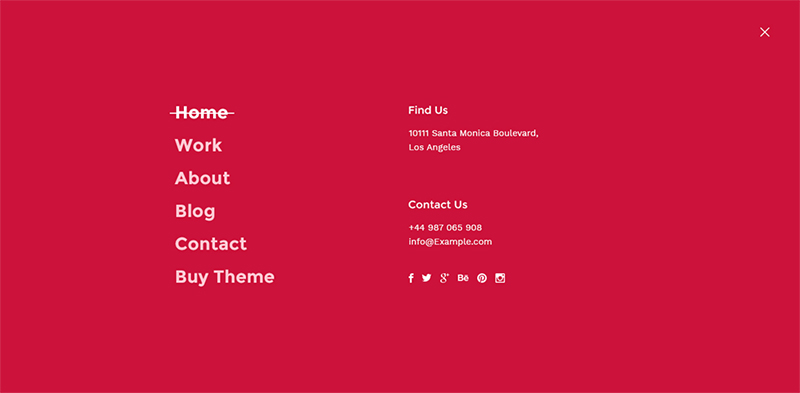 Home
Work
About
Blog
Contact
Buy Theme
Find Us
10111 Santa Monica Boulevard,
Los Angeles
Contact Us
+44 987 065 908
info@Example.com